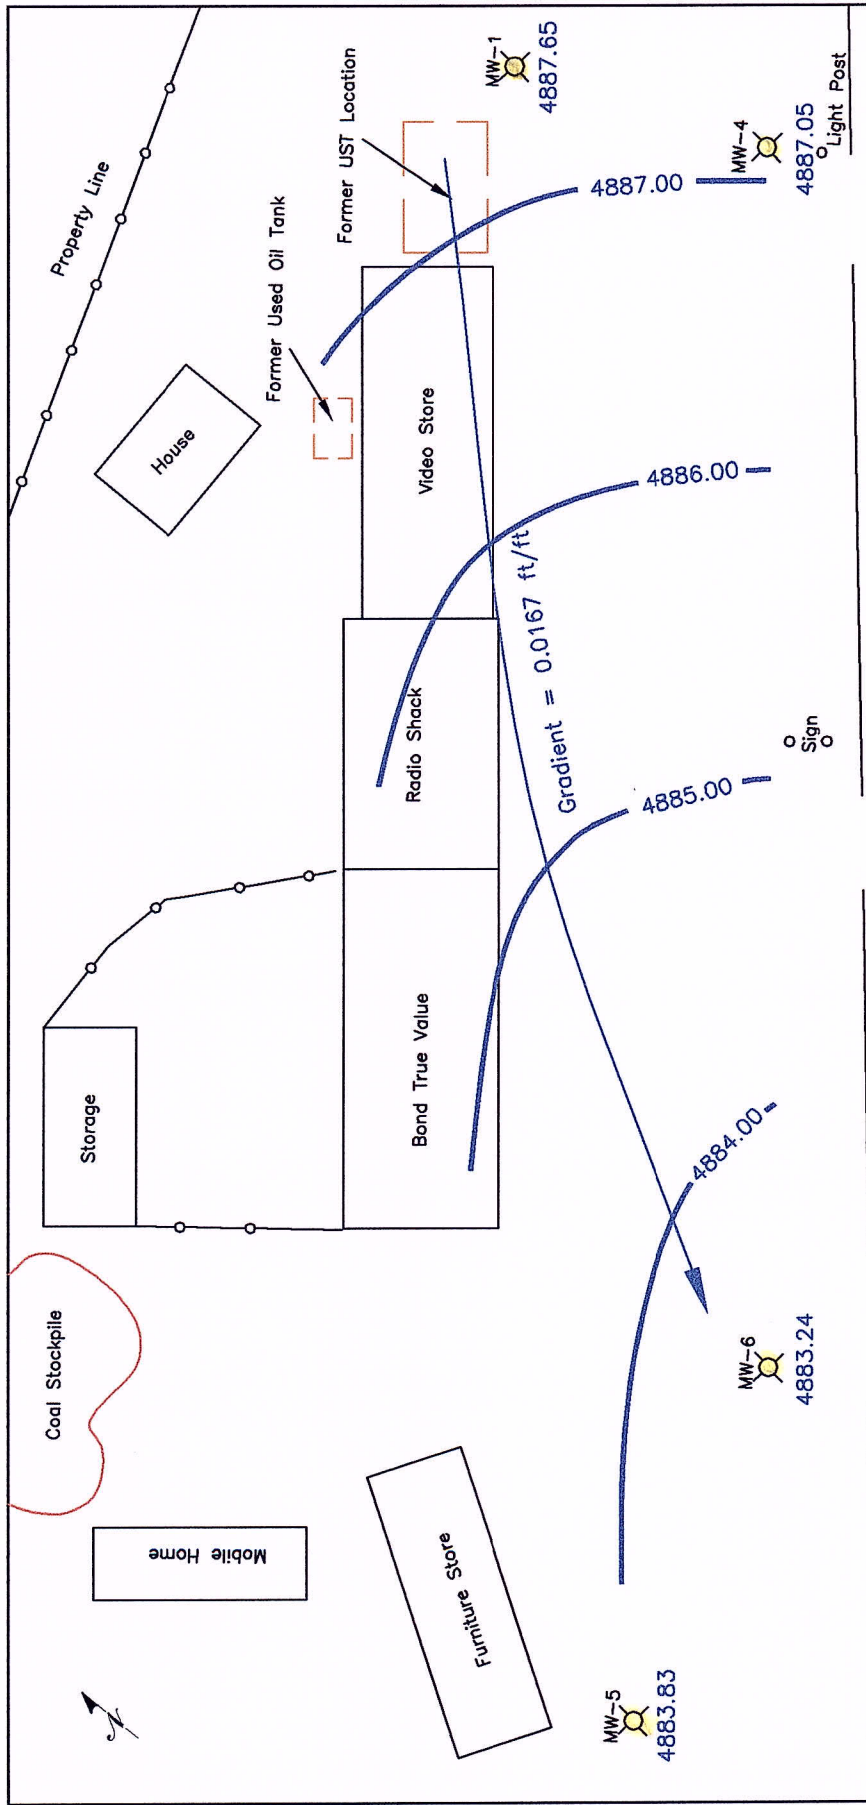 Property Line
MW-1
4887.65
Former UST Location
Former Used Oil Tank
House
MW-4
4887.05
Light Post
4887.00
Video Store
4886.00
Gradient = 0.0167 ft/ft
Radio Shack
Sign
4885.00
Bond True Value
Storage
4884.00
Coal Stockpile
MW-6
4883.24
Mobile Home
Furniture Store
MW-5
4883.83
N